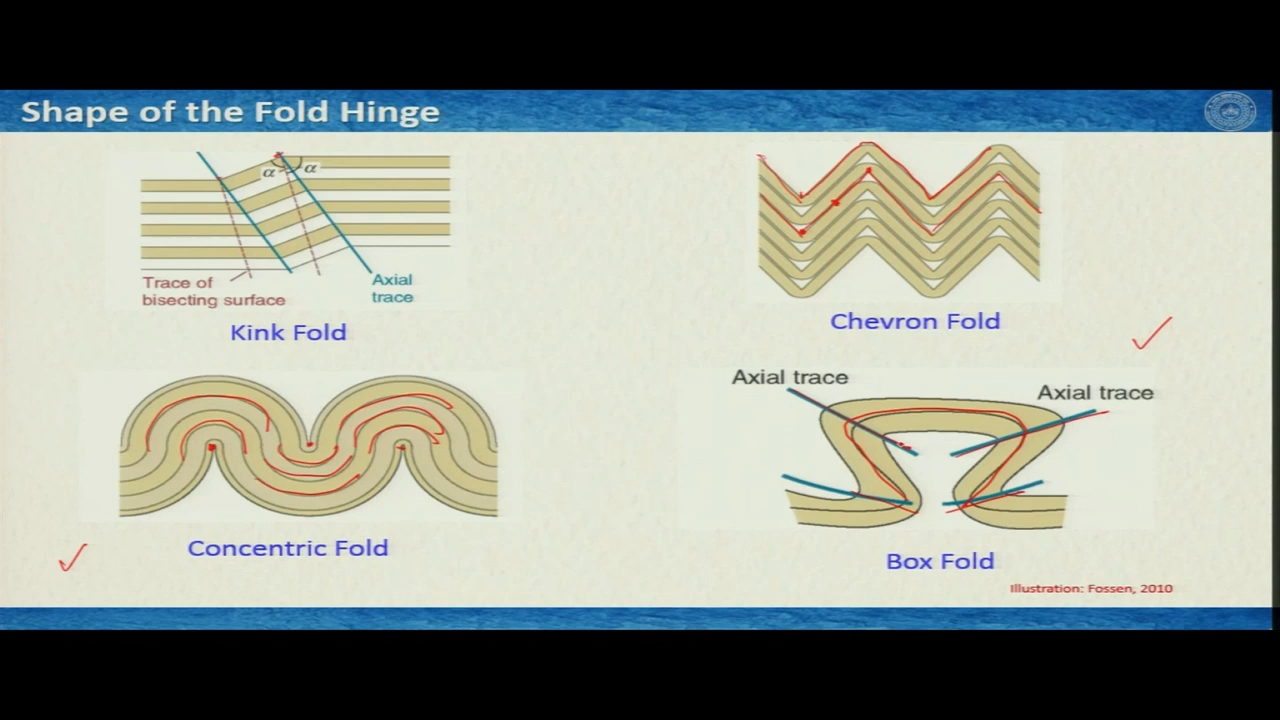 Shape of the Fold Hinge
α
α
Trace of
bisecting surface
Axial
trace
Kink Fold
Chevron Fold
Axial trace
Axial trace
Concentric Fold
Box Fold
Illustration: Fossen, 2010